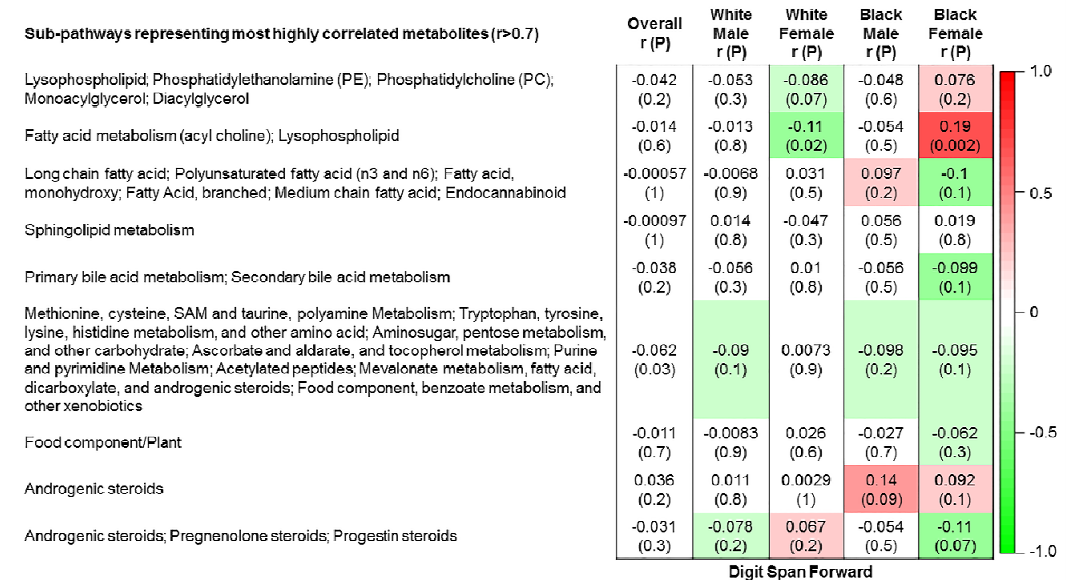 Sub-pathways representing most highly correlated metabolites (r>0.7)
Overall
r (P)
White
Male
r (P)
White
Female
r (P)
Black
Male
r (P)
Black
Female
r (P)
Lysophospholipid; Phosphatidylethanolamine (PE); Phosphatidylcholine (PC);
Monoacylglycerol; Diacylglycerol
-0.042 -0.053 -0.086 -0.048 0.076
(0.2) (0.3) (0.07) (0.6) (0.2)
Fatty acid metabolism (acyl choline); Lysophospholipid
-0.014 -0.013 -0.11 -0.054 0.19
(0.6) (0.8) (0.02) (0.5) (0.002)
Long chain fatty acid; Polyunsaturated fatty acid (n3 and n6); Fatty acid,
monohydroxy; Fatty Acid, branched; Medium chain fatty acid; Endocannabinoid
-0.00057 -0.0068 0.031 0.097 -0.1
(1) (0.9) (0.5) (0.2) (0.1)
Sphingolipid metabolism
-0.00097 0.014 -0.047 0.056 0.019
(1) (0.8) (0.3) (0.5) (0.8)
Primary bile acid metabolism; Secondary bile acid metabolism
-0.038 -0.056 0.01 -0.056 -0.099
(0.2) (0.3) (0.8) (0.5) (0.1)
Methionine, cysteine, SAM and taurine, polyamine Metabolism; Tryptophan, tyrosine,
lysine, histidine metabolism, and other amino acid; Aminosugar, pentose metabolism,
and other carbohydrate; Ascorbate and aldarate, and tocopherol metabolism; Purine
and pyrimidine Metabolism; Acetylated peptides; Mevalonate metabolism, fatty acid,
dicarboxylate, and androgenic steroids; Food component, benzoate metabolism, and
other xenobiotics
-0.062 -0.09 0.0073 -0.098 -0.095
(0.03) (0.1) (0.9) (0.2) (0.1)
Food component/Plant
-0.011 -0.0083 0.026 -0.027 -0.062
(0.7) (0.9) (0.6) (0.7) (0.3)
Androgenic steroids
0.036 0.011 0.0029 0.14 0.092
(0.2) (0.8) (1) (0.09) (0.1)
Androgenic steroids; Pregnenolone steroids; Progestin steroids
-0.031 -0.078 0.067 -0.054 -0.11
(0.3) (0.2) (0.2) (0.5) (0.07)
Digit Span Forward
1.0
0.5
0
-0.5
-1.0